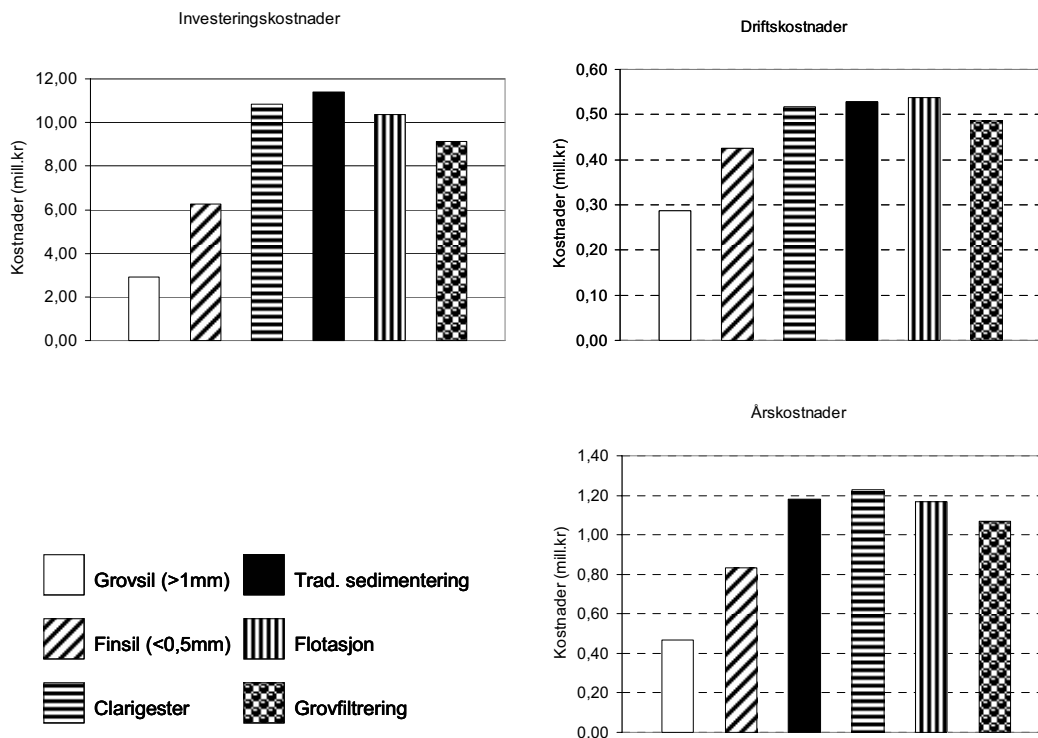 Investeringskostnader
12,00
10,00
8,00
6,00
4,00
2,00
0,00
Kostnader (mill.kr)
Driftskostnader
0,60
0,50
0,40
0,30
0,20
0,10
0,00
Kostnader (mill.kr)
Årskostnader
1,40
1,20
1,00
0,80
0,60
0,40
0,20
0,00
Kostnader (mill.kr)
Grovsil (>1mm)
Trad. sedimentering
Finsil (<0,5mm)
Flotasjon
Clarigester
Grovfiltrering